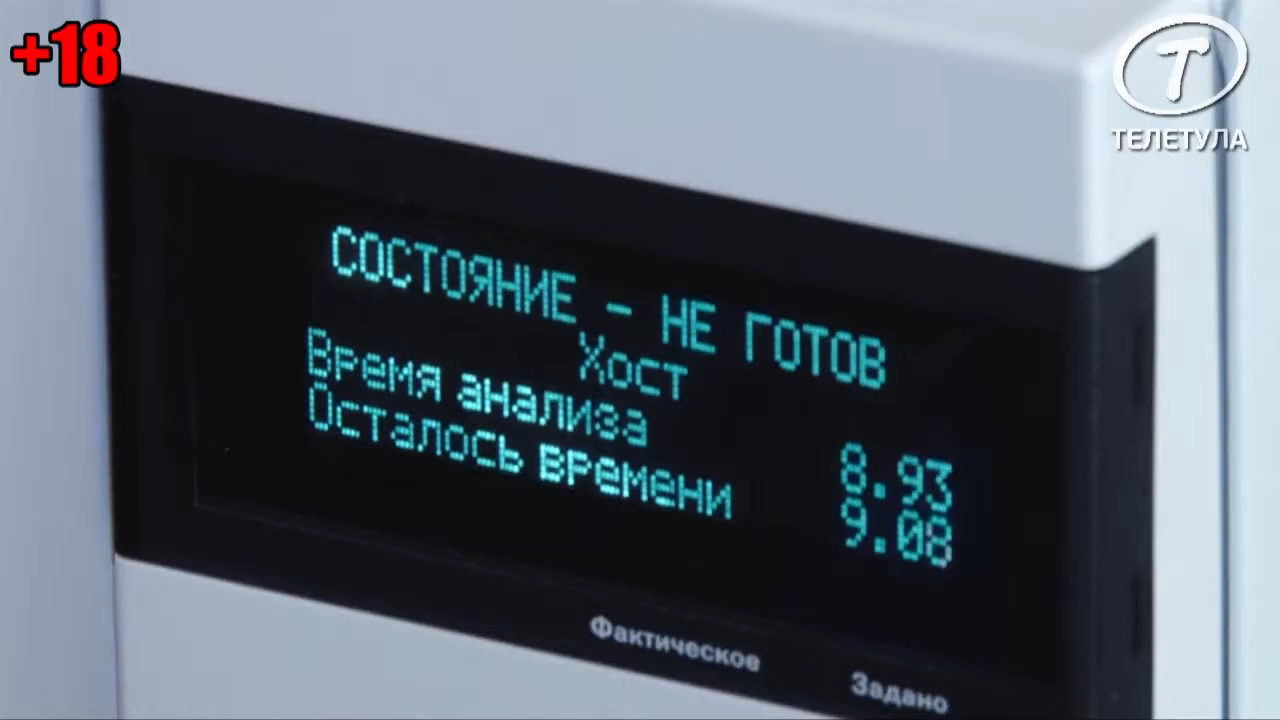 +18
Т
ТЕЛЕТУЛА
СОСТОЯНИЕ - НЕ ГОТОВ
Хост
Время анализа 8.93
Осталось времени 9.08
Фактическое Задано